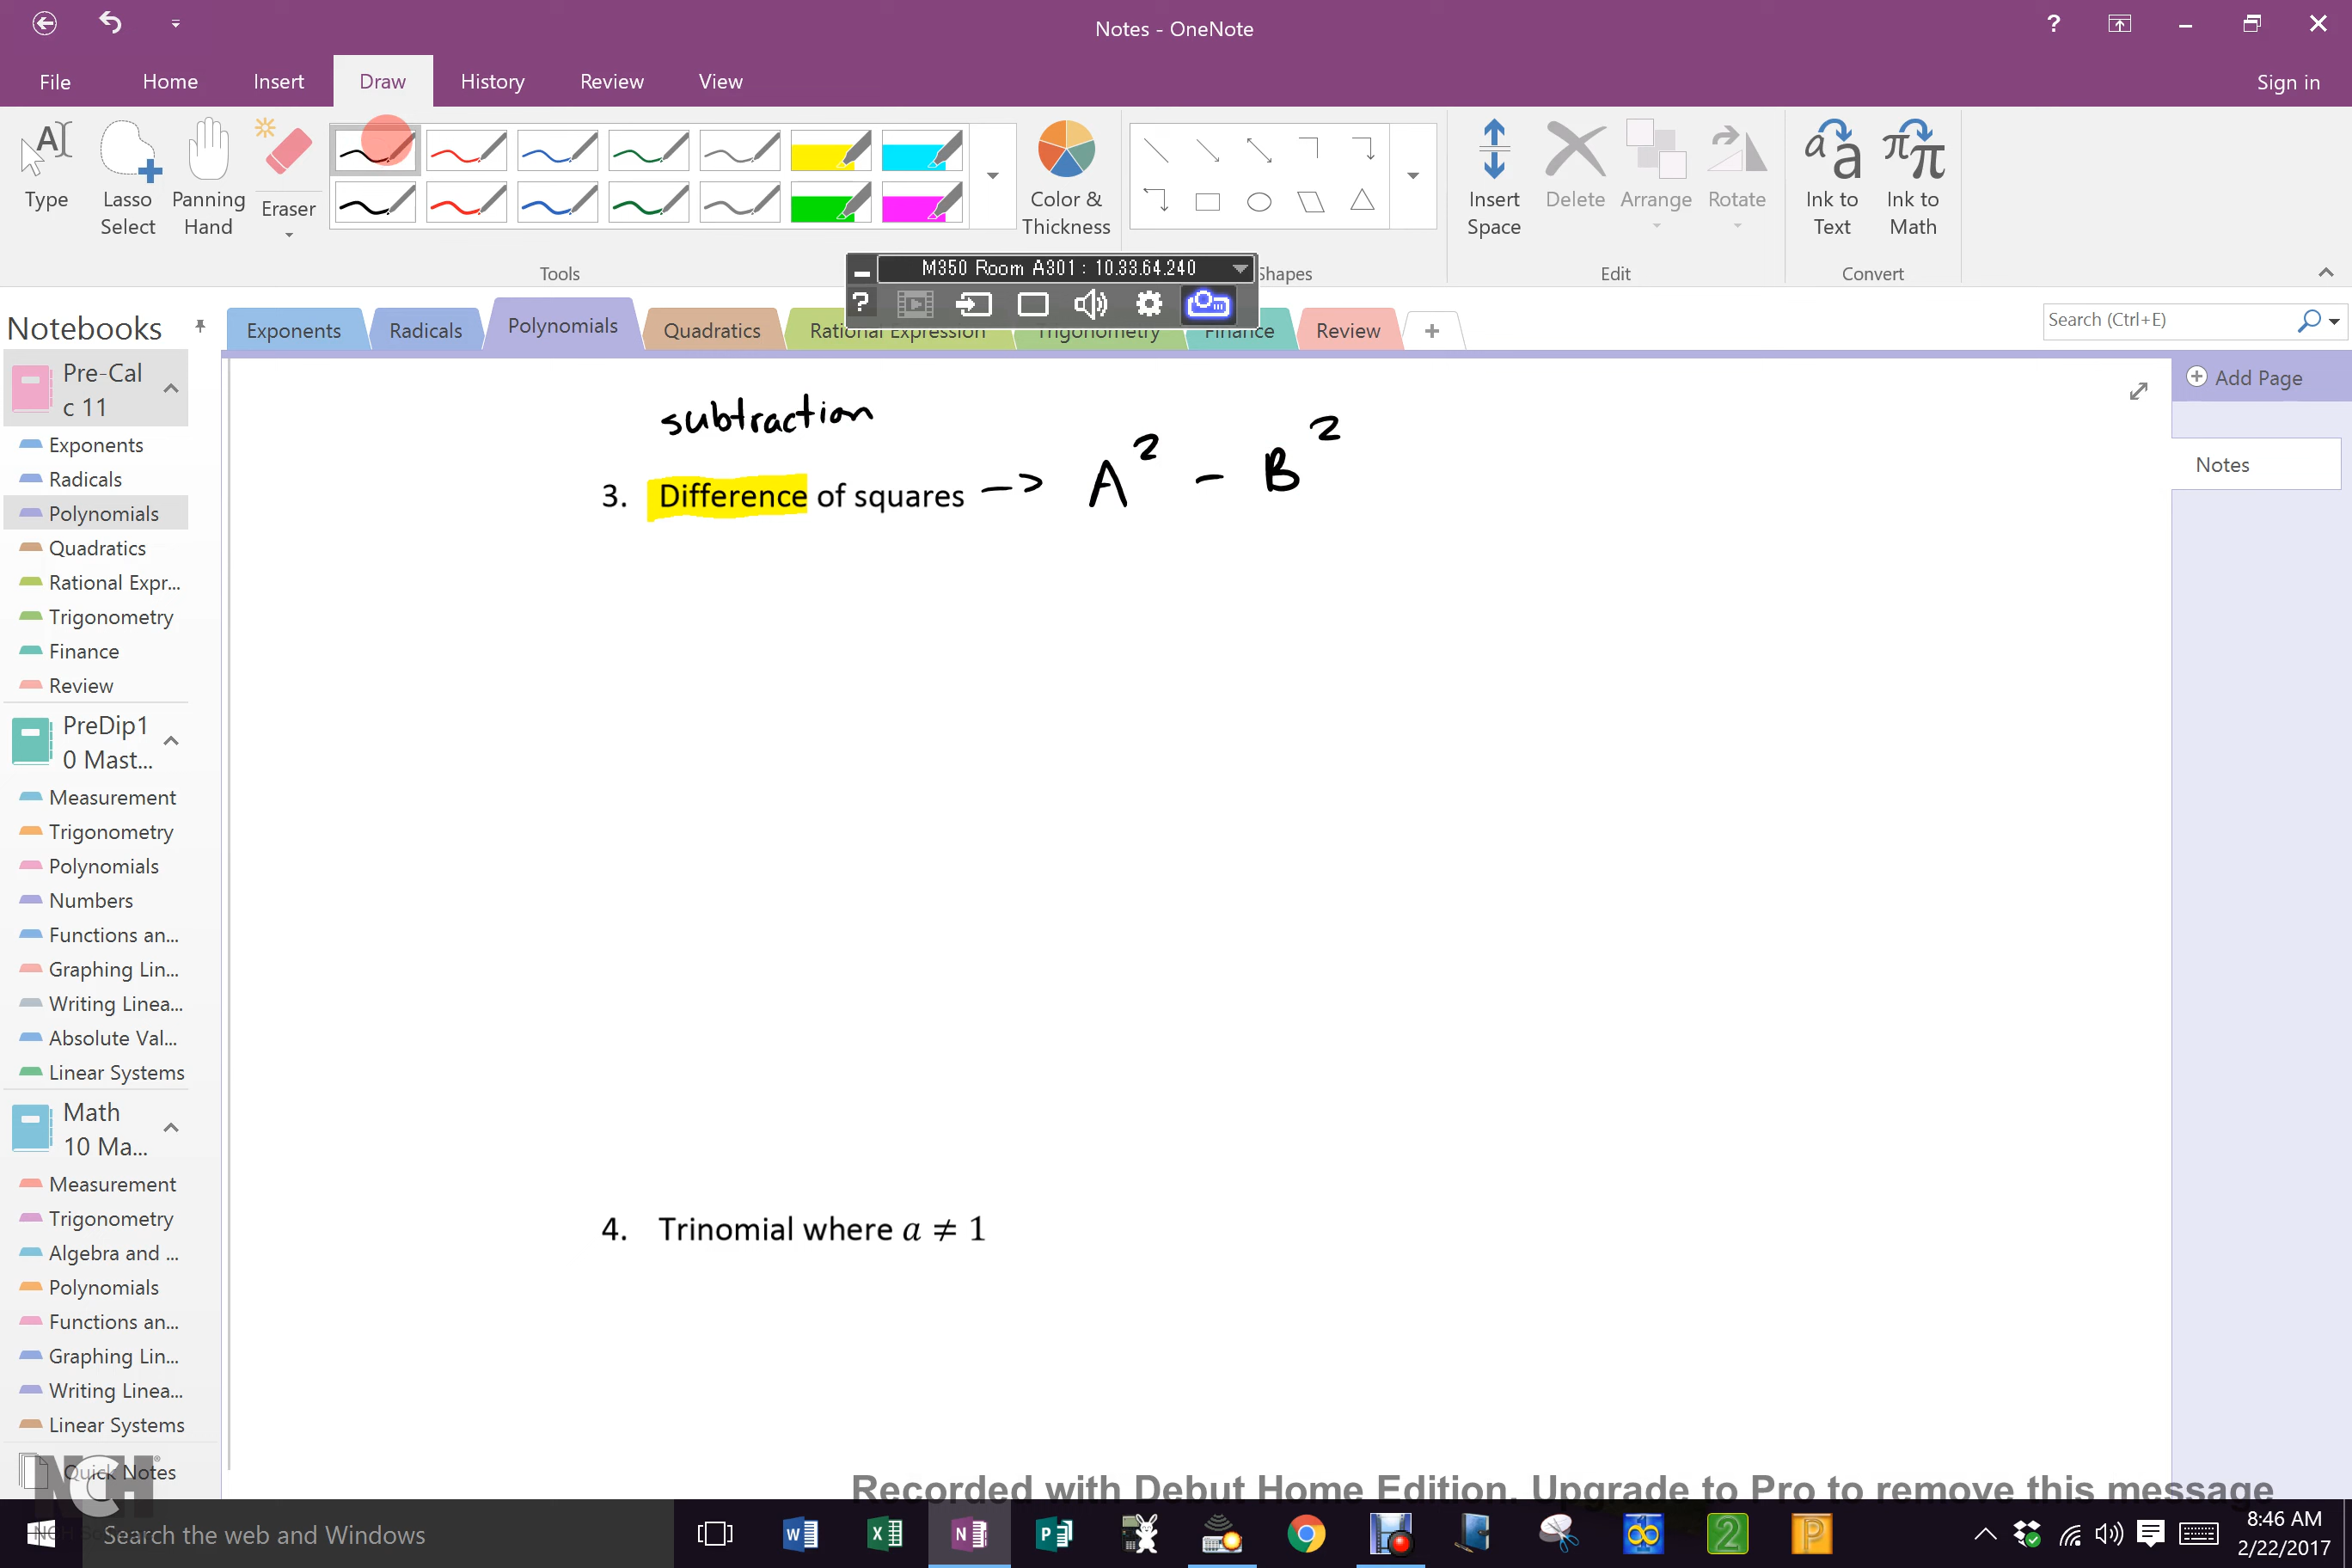 Notes - OneNote
?
File Home Insert Draw History Review View Sign in
Type
Lasso Select
Panning Hand
Eraser
Color & Thickness
Insert Space
Delete
Arrange
Rotate
Ink to Text
Ink to Math
Tools
Shapes
Edit
Convert
M350 Room A301 : 10.33.64.240
?
Notebooks
Exponents Radicals Polynomials Quadratics Rational Expression Trigonometry Finance Review +
Search (Ctrl+E)
Pre-Cal
c 11
Exponents
Radicals
Polynomials
Quadratics
Rational Expr...
Trigonometry
Finance
Review
PreDip1
0 Mast...
Measurement
Trigonometry
Polynomials
Numbers
Functions an...
Graphing Lin...
Writing Linea...
Absolute Val...
Linear Systems
Math
10 Ma...
Measurement
Trigonometry
Algebra and ...
Polynomials
Functions an...
Graphing Lin...
Writing Linea...
Linear Systems
Quick Notes
subtraction
3. Difference of squares -> A² - B²
4. Trinomial where a ≠ 1
Add Page
Notes
NCH
Recorded with Debut Home Edition. Upgrade to Pro to remove this message
Search the web and Windows
8:46 AM
2/22/2017